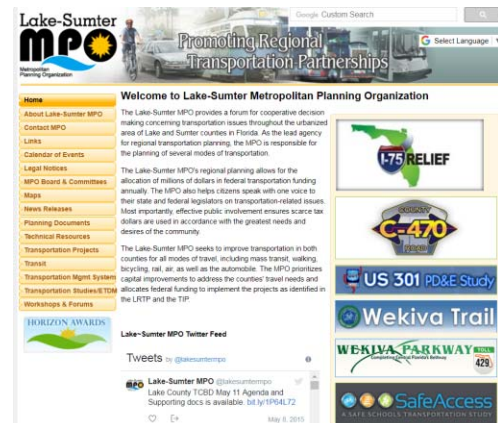 Lake-Sumter
MPO
Metropolitan
Planning Organization
Promoting Regional
Transportation Partnerships
Google Custom Search
Select Language
Home
About Lake-Sumter MPO
Contact MPO
Links
Calendar of Events
Legal Notices
MPO Board & Committees
Maps
News Releases
Planning Documents
Technical Resources
Transportation Projects
Transit
Transportation Mgmt System
Transportation Studies/ETDM
Workshops & Forums
HORIZON AWARDS
Welcome to Lake-Sumter Metropolitan Planning Organization
The Lake-Sumter MPO provides a forum for cooperative decision
making concerning transportation issues throughout the urbanized
area of Lake and Sumter counties in Florida. As the lead agency
for regional transportation planning, the MPO is responsible for
the planning of several modes of transportation.
The Lake-Sumter MPO's regional planning allows for the
allocation of millions of dollars in federal transportation funding
annually. The MPO also helps citizens speak with one voice to
their state and federal legislators on transportation-related issues.
Most importantly, effective public involvement ensures scarce tax
dollars are used in accordance with the greatest needs and
desires of the community.
The Lake-Sumter MPO seeks to improve transportation in both
counties for all modes of travel, including mass transit, walking,
bicycling, rail, air, as well as the automobile. The MPO prioritizes
capital improvements to address the counties' travel needs and
allocates federal funding to implement the projects as identified in
the LRTP and the TIP.
Lake~Sumter MPO Twitter Feed
Tweets by @lakesumtermpo
Lake-Sumter MPO @lakesumtermpo
Lake County TCBD May 11 Agenda and
Supporting docs is available. bit.ly/1P64L72
May 8, 2015
I-75 RELIEF
COUNTY
C-470
ROAD
US 301 PD&E Study
Wekiva Trail
WEKIVA PARKWAY
Completing Central Florida's Beltway
TOLL
429
SafeAccess
A SAFE SCHOOLS TRANSPORTATION STUDY